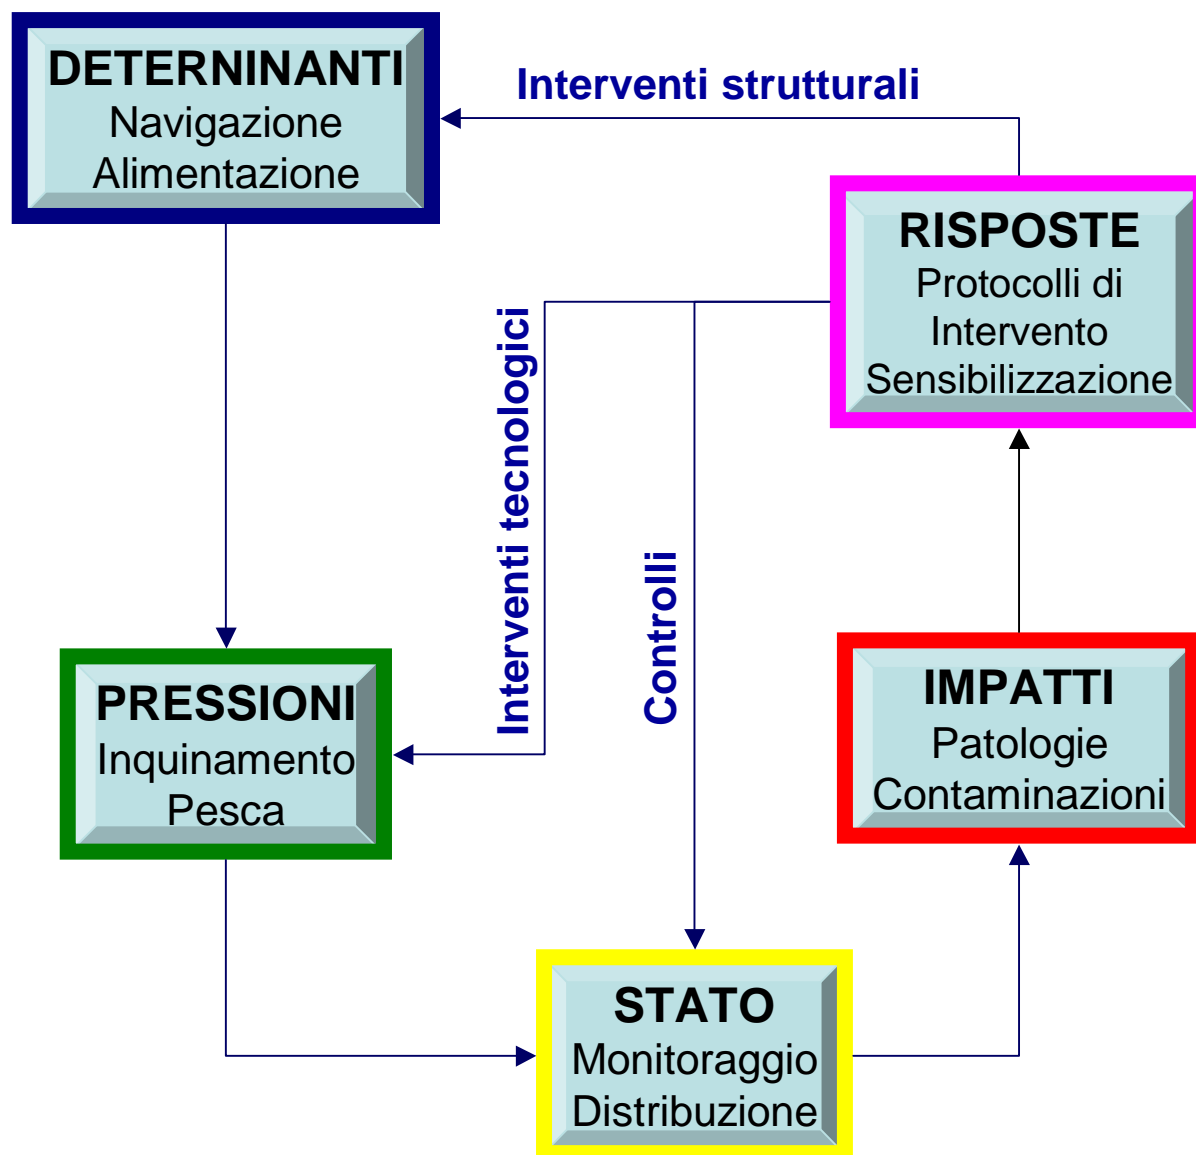 DETERNINANTI
Navigazione
Alimentazione
Interventi strutturali
RISPOSTE
Protocolli di
Intervento
Sensibilizzazione
Interventi tecnologici
Controlli
PRESSIONI
Inquinamento
Pesca
IMPATTI
Patologie
Contaminazioni
STATO
Monitoraggio
Distribuzione